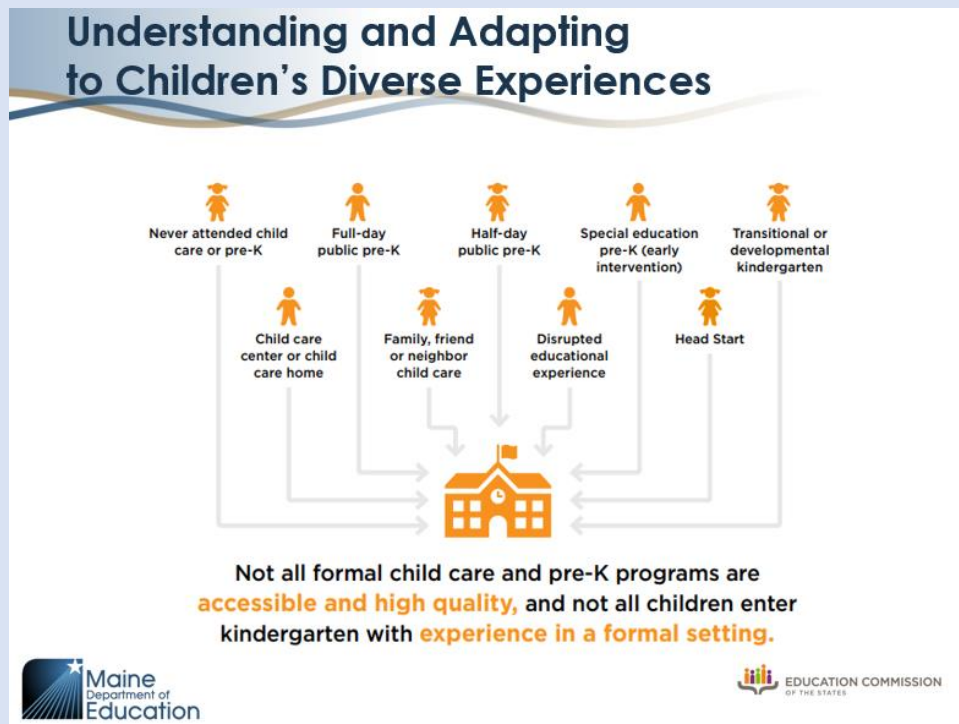 Understanding and Adapting
to Children's Diverse Experiences
Never attended child
care or pre-K
Full-day
public pre-K
Half-day
public pre-K
Special education
pre-K (early
intervention)
Transitional or
developmental
kindergarten
Child care
center or child
care home
Family, friend
or neighbor
child care
Disrupted
educational
experience
Head Start
Not all formal child care and pre-K programs are
accessible and high quality, and not all children enter
kindergarten with experience in a formal setting.
Maine
Department of
Education
EDUCATION COMMISSION
OF THE STATES